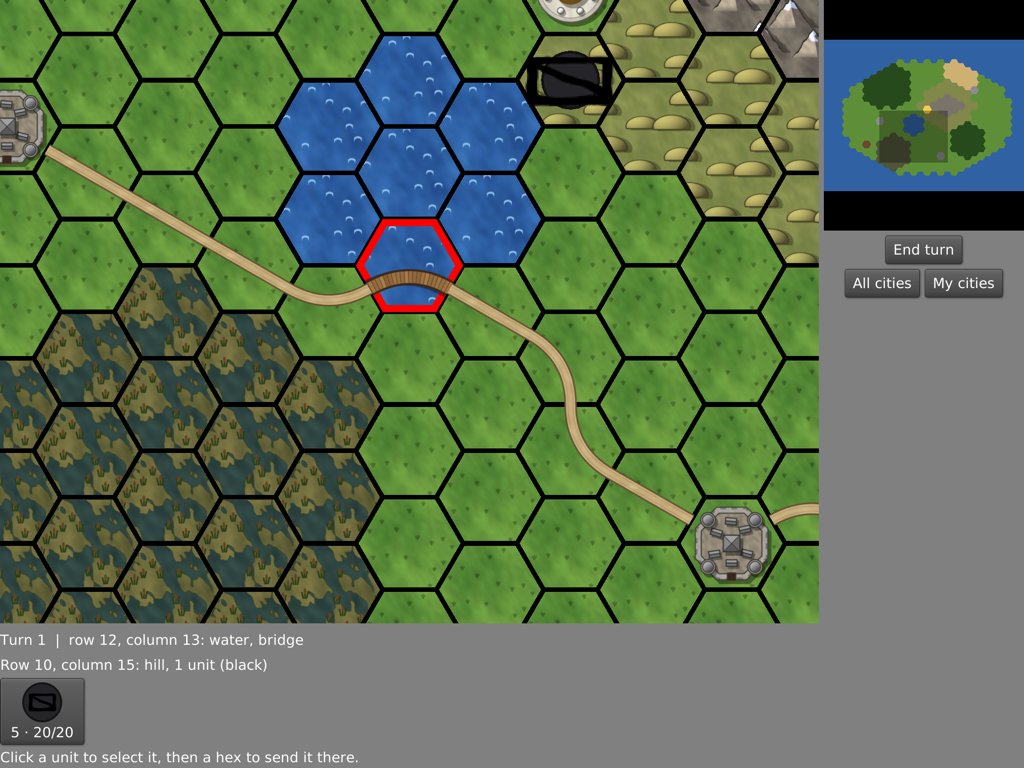 End turn
All cities
My cities
Turn 1 | row 12, column 13: water, bridge
Row 10, column 15: hill, 1 unit (black)
5 · 20/20
Click a unit to select it, then a hex to send it there.